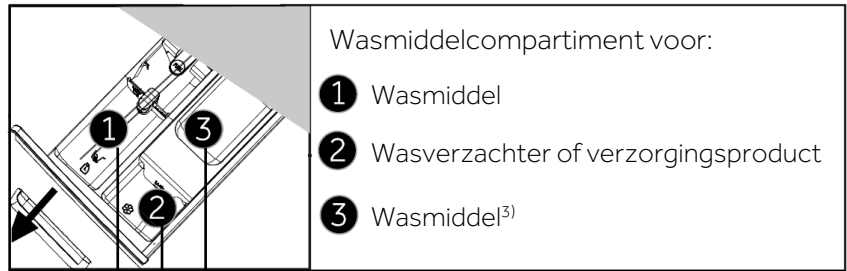 Wasmiddelcompartiment voor:
1 Wasmiddel
2 Wasverzachter of verzorgingsproduct
3 Wasmiddel3)
1
3
2